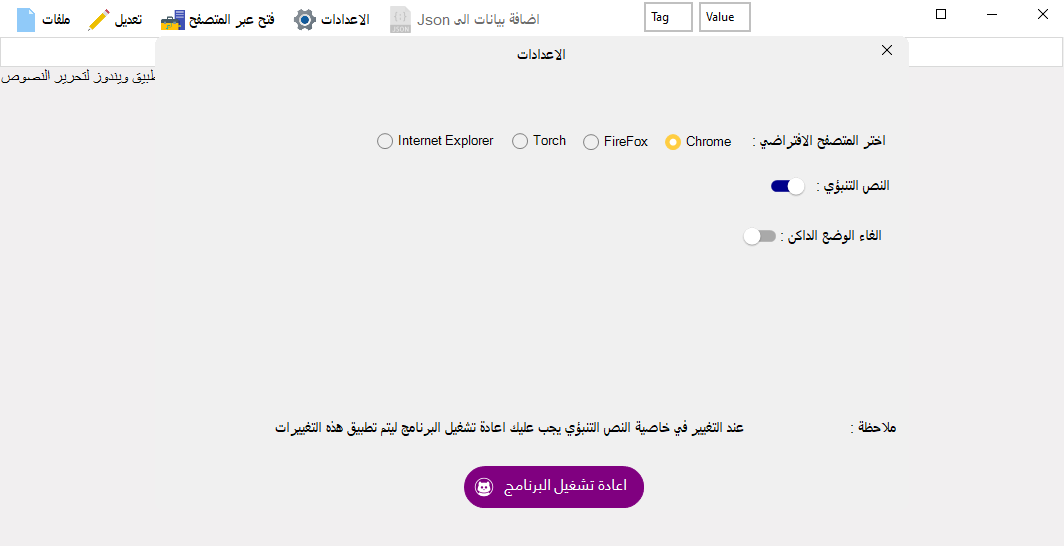 ملفات
تعديل
فتح عبر المتصفح
الاعدادات
اضافة بيانات الى Json
Tag
Value
طبيق ويندوز لتحرير النصوص
الاعدادات
اختر المتصفح الافتراضي :
Chrome
FireFox
Torch
Internet Explorer
النص التنبؤي :
الغاء الوضع الداكن :
ملاحظة :
عند التغيير في خاصية النص التنبؤي يجب عليك اعادة تشغيل البرنامج ليتم تطبيق هذه التغييرات
اعادة تشغيل البرنامج